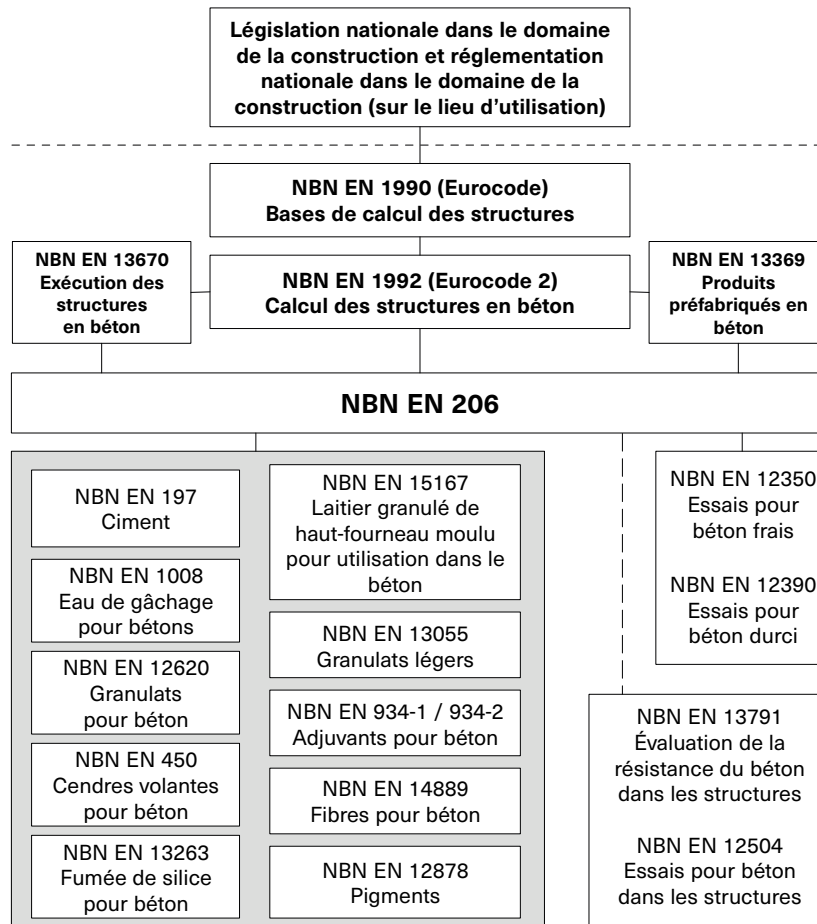 Législation nationale dans le domaine
de la construction et réglementation
nationale dans le domaine de la
construction (sur le lieu d’utilisation)
NBN EN 1990 (Eurocode)
Bases de calcul des structures
NBN EN 13670
Exécution des
structures
en béton
NBN EN 1992 (Eurocode 2)
Calcul des structures en béton
NBN EN 13369
Produits
préfabriqués en
béton
NBN EN 206
NBN EN 197
Ciment
NBN EN 1008
Eau de gâchage
pour bétons
NBN EN 12620
Granulats
pour béton
NBN EN 450
Cendres volantes
pour béton
NBN EN 13263
Fumée de silice
pour béton
NBN EN 15167
Laitier granulé de
haut-fourneau moulu
pour utilisation dans le
béton
NBN EN 13055
Granulats légers
NBN EN 934-1 / 934-2
Adjuvants pour béton
NBN EN 14889
Fibres pour béton
NBN EN 12878
Pigments
NBN EN 12350
Essais pour
béton frais
NBN EN 12390
Essais pour
béton durci
NBN EN 13791
Évaluation de la
résistance du béton
dans les structures
NBN EN 12504
Essais pour béton
dans les structures